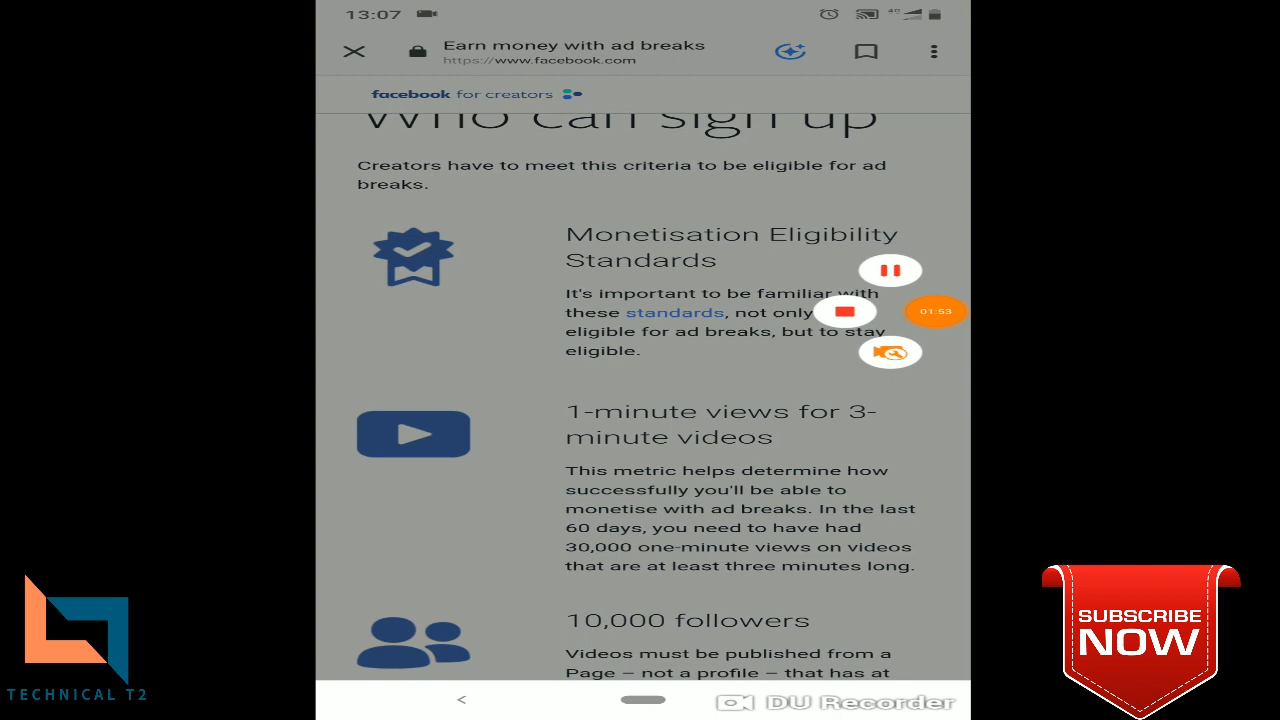 13:07
4G
Earn money with ad breaks
https://www.facebook.com
facebook for creators
Who can sign up
Creators have to meet this criteria to be eligible for ad
breaks.
Monetisation Eligibility
Standards
It's important to be familiar with
these standards, not only
eligible for ad breaks, but to stay
eligible.
01:53
1-minute views for 3-
minute videos
This metric helps determine how
successfully you'll be able to
monetise with ad breaks. In the last
60 days, you need to have had
30,000 one-minute views on videos
that are at least three minutes long.
10,000 followers
Videos must be published from a
Page – not a profile – that has at
DU Recorder
TECHNICAL T2
SUBSCRIBE
NOW